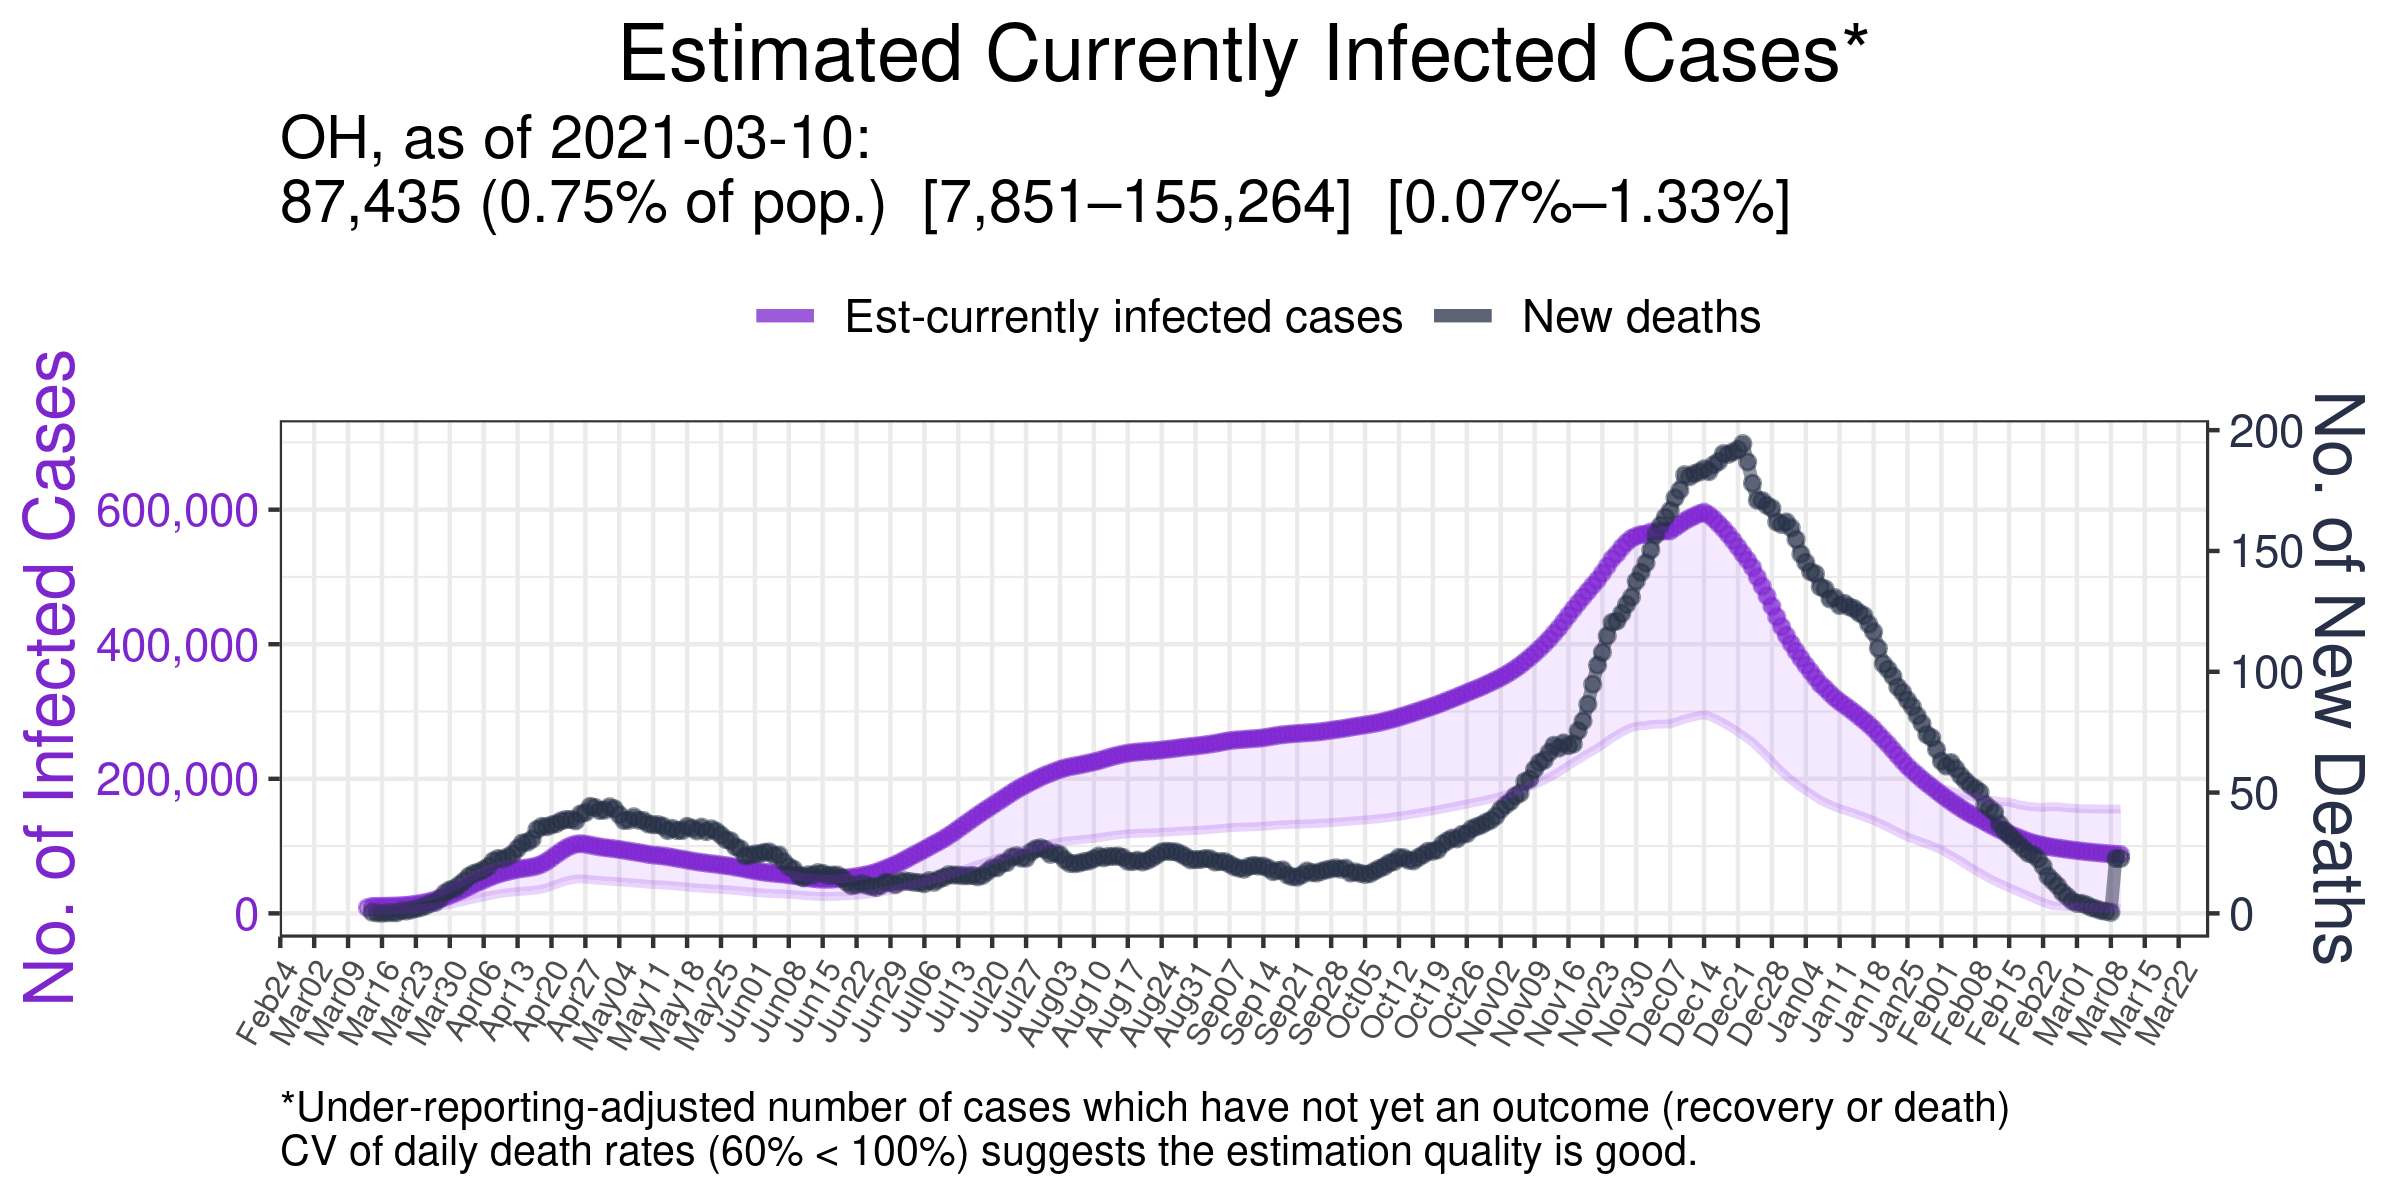 Estimated Currently Infected Cases*
OH, as of 2021-03-10:
87,435 (0.75% of pop.) [7,851–155,264] [0.07%–1.33%]
Est-currently infected cases
New deaths
No. of Infected Cases
600,000
400,000
200,000
0
200
150
100
50
0
No. of New Deaths
Feb24
Mar02
Mar09
Mar16
Mar23
Mar30
Apr06
Apr13
Apr20
Apr27
May04
May11
May18
May25
Jun01
Jun08
Jun15
Jun22
Jun29
Jul06
Jul13
Jul20
Jul27
Aug03
Aug10
Aug17
Aug24
Aug31
Sep07
Sep14
Sep21
Sep28
Oct05
Oct12
Oct19
Oct26
Nov02
Nov09
Nov16
Nov23
Nov30
Dec07
Dec14
Dec21
Dec28
Jan04
Jan11
Jan18
Jan25
Feb01
Feb08
Feb15
Feb22
Mar01
Mar08
Mar15
Mar22
*Under-reporting-adjusted number of cases which have not yet an outcome (recovery or death)
CV of daily death rates (60% < 100%) suggests the estimation quality is good.